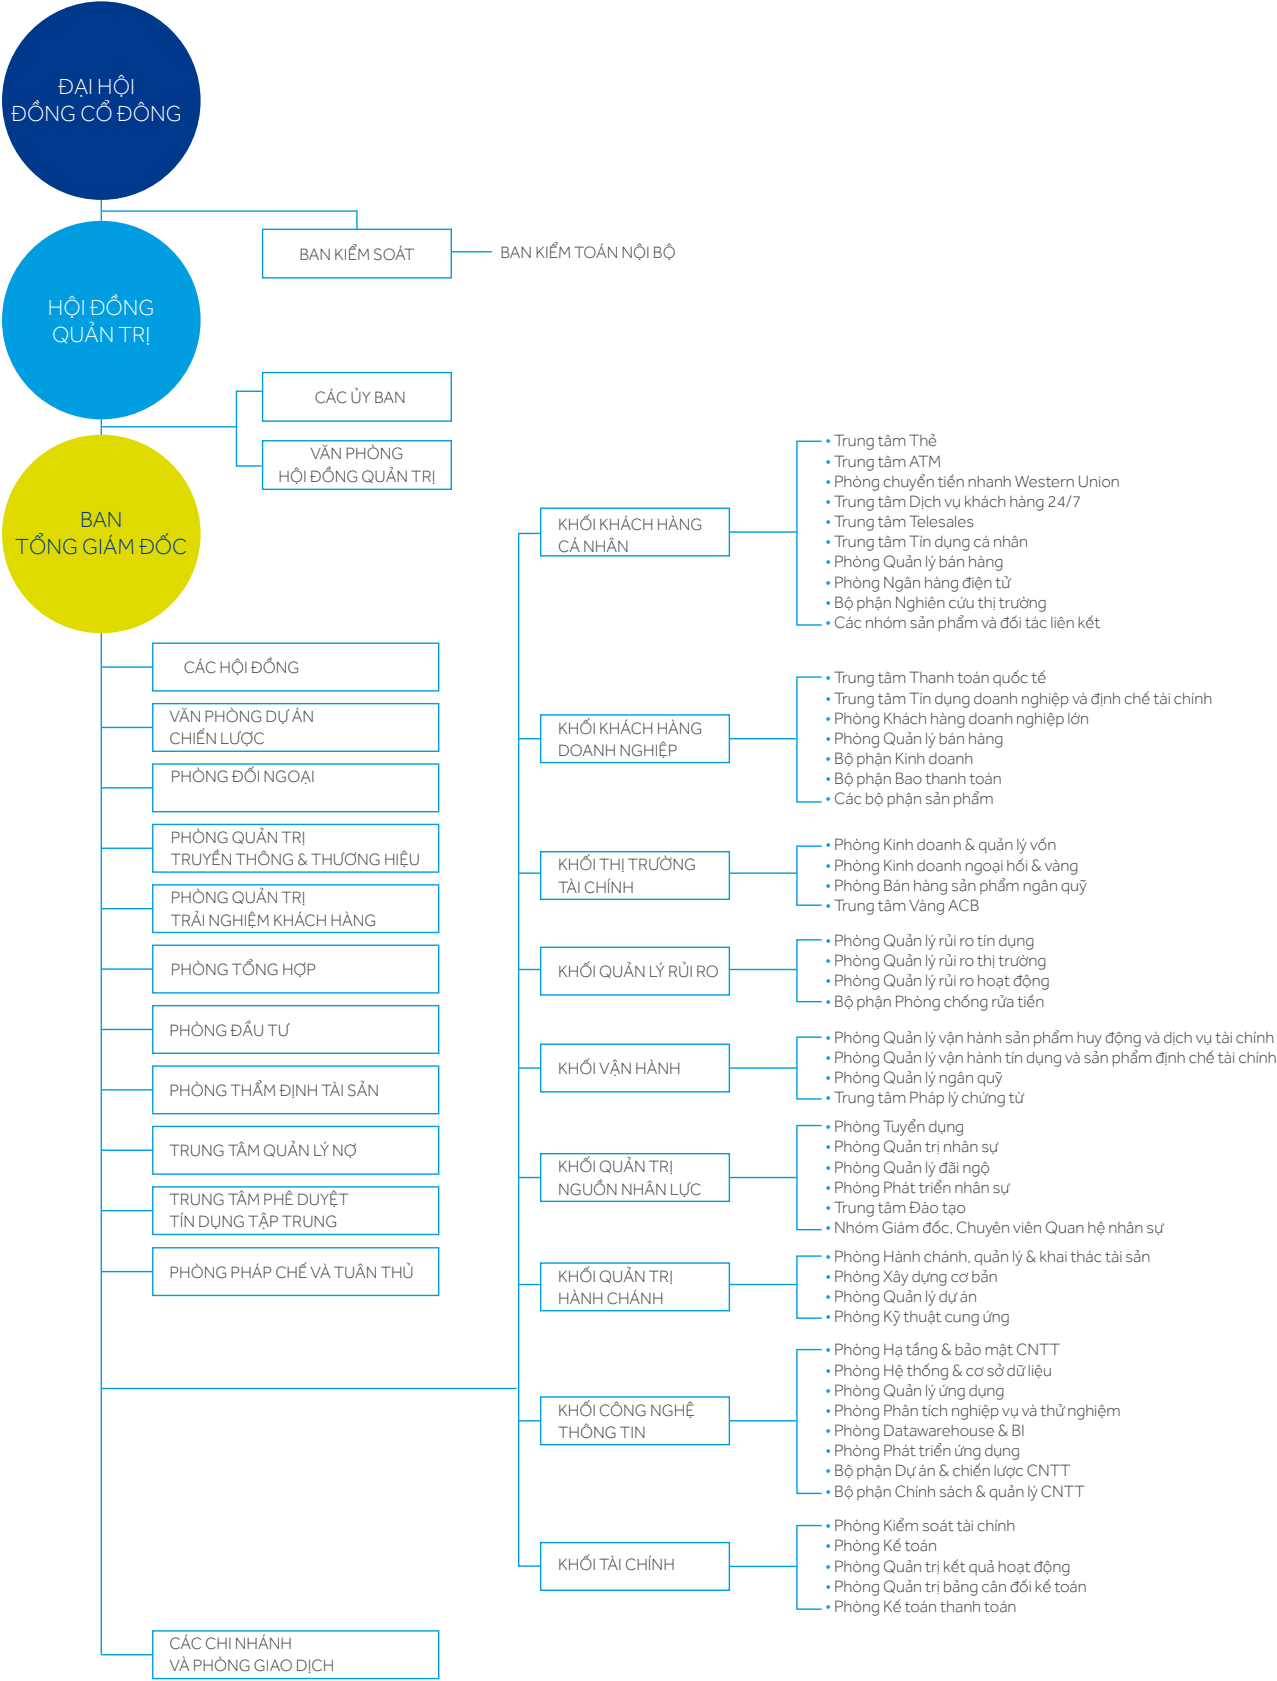 ĐẠI HỘI
ĐỒNG CỔ ĐÔNG
BAN KIỂM SOÁT
BAN KIỂM TOÁN NỘI BỘ
HỘI ĐỒNG
QUẢN TRỊ
CÁC ỦY BAN
VĂN PHÒNG
HỘI ĐỒNG QUẢN TRỊ
BAN
TỔNG GIÁM ĐỐC
CÁC HỘI ĐỒNG
VĂN PHÒNG DỰ ÁN
CHIẾN LƯỢC
PHÒNG ĐỐI NGOẠI
PHÒNG QUẢN TRỊ
TRUYỀN THÔNG & THƯƠNG HIỆU
PHÒNG QUẢN TRỊ
TRẢI NGHIỆM KHÁCH HÀNG
PHÒNG TỔNG HỢP
PHÒNG ĐẦU TƯ
PHÒNG THẨM ĐỊNH TÀI SẢN
TRUNG TÂM QUẢN LÝ NỢ
TRUNG TÂM PHÊ DUYỆT
TÍN DỤNG TẬP TRUNG
PHÒNG PHÁP CHẾ VÀ TUÂN THỦ
KHỐI KHÁCH HÀNG
CÁ NHÂN
• Trung tâm Thẻ
• Trung tâm ATM
• Phòng chuyển tiền nhanh Western Union
• Trung tâm Dịch vụ khách hàng 24/7
• Trung tâm Telesales
• Trung tâm Tín dụng cá nhân
• Phòng Quản lý bán hàng
• Phòng Ngân hàng điện tử
• Bộ phận Nghiên cứu thị trường
• Các nhóm sản phẩm và đối tác liên kết
KHỐI KHÁCH HÀNG
DOANH NGHIỆP
• Trung tâm Thanh toán quốc tế
• Trung tâm Tín dụng doanh nghiệp và định chế tài chính
• Phòng Khách hàng doanh nghiệp lớn
• Phòng Quản lý bán hàng
• Bộ phận Kinh doanh
• Bộ phận Bao thanh toán
• Các bộ phận sản phẩm
KHỐI THỊ TRƯỜNG
TÀI CHÍNH
• Phòng Kinh doanh & quản lý vốn
• Phòng Kinh doanh ngoại hối & vàng
• Phòng Bán hàng sản phẩm ngân quỹ
• Trung tâm Vàng ACB
KHỐI QUẢN LÝ RỦI RO
• Phòng Quản lý rủi ro tín dụng
• Phòng Quản lý rủi ro thị trường
• Phòng Quản lý rủi ro hoạt động
• Bộ phận Phòng chống rửa tiền
KHỐI VẬN HÀNH
• Phòng Quản lý vận hành sản phẩm huy động và dịch vụ tài chính
• Phòng Quản lý vận hành tín dụng và sản phẩm định chế tài chính
• Phòng Quản lý ngân quỹ
• Trung tâm Pháp lý chứng từ
KHỐI QUẢN TRỊ
NGUỒN NHÂN LỰC
• Phòng Tuyển dụng
• Phòng Quản trị nhân sự
• Phòng Quản lý đãi ngộ
• Phòng Phát triển nhân sự
• Trung tâm Đào tạo
• Nhóm Giám đốc, Chuyên viên Quan hệ nhân sự
KHỐI QUẢN TRỊ
HÀNH CHÁNH
• Phòng Hành chánh, quản lý & khai thác tài sản
• Phòng Xây dựng cơ bản
• Phòng Quản lý dự án
• Phòng Kỹ thuật cung ứng
KHỐI CÔNG NGHỆ
THÔNG TIN
• Phòng Hạ tầng & bảo mật CNTT
• Phòng Hệ thống & cơ sở dữ liệu
• Phòng Quản lý ứng dụng
• Phòng Phân tích nghiệp vụ và thử nghiệm
• Phòng Datawarehouse & BI
• Phòng Phát triển ứng dụng
• Bộ phận Dự án & chiến lược CNTT
• Bộ phận Chính sách & quản lý CNTT
KHỐI TÀI CHÍNH
• Phòng Kiểm soát tài chính
• Phòng Kế toán
• Phòng Quản trị kết quả hoạt động
• Phòng Quản trị bảng cân đối kế toán
• Phòng Kế toán thanh toán
CÁC CHI NHÁNH
VÀ PHÒNG GIAO DỊCH